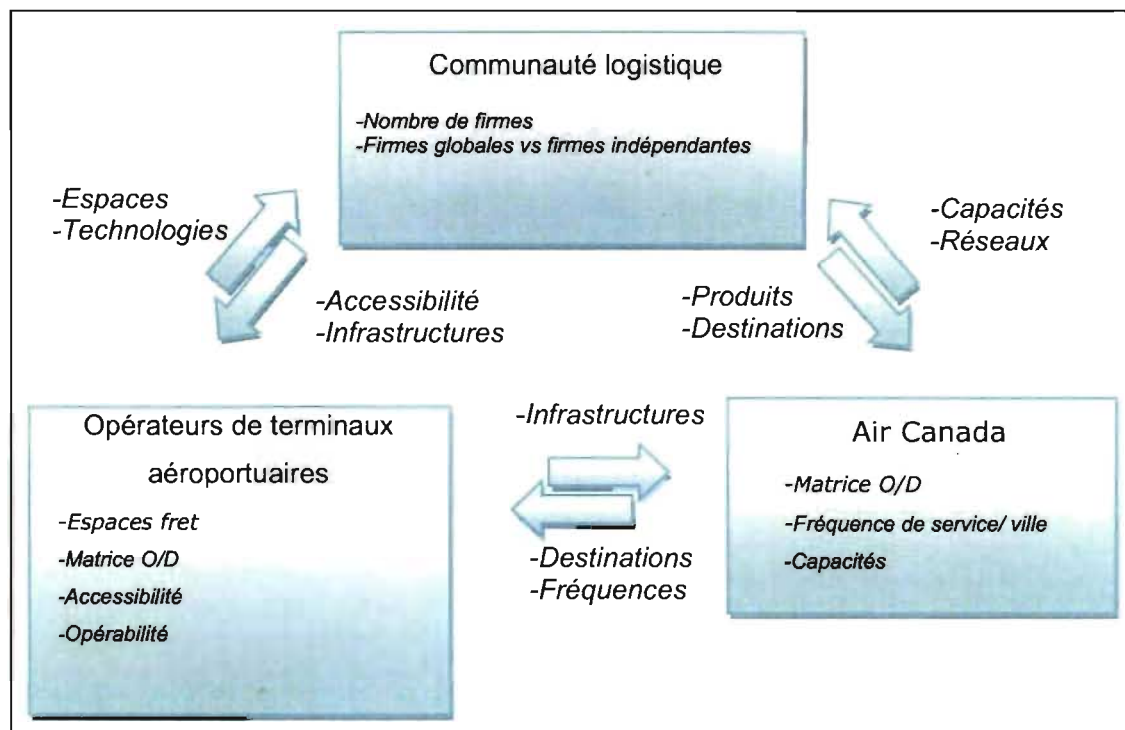 Communauté logistique
-Nombre de firmes
-Firmes globales vs firmes indépendantes
-Espaces
-Technologies
-Accessibilité
-Infrastructures
-Capacités
-Réseaux
-Produits
-Destinations
Opérateurs de terminaux
aéroportuaires
-Espaces fret
-Matrice O/D
-Accessibilité
-Opérabilité
-Infrastructures
-Destinations
-Fréquences
Air Canada
-Matrice O/D
-Fréquence de service/ ville
-Capacités